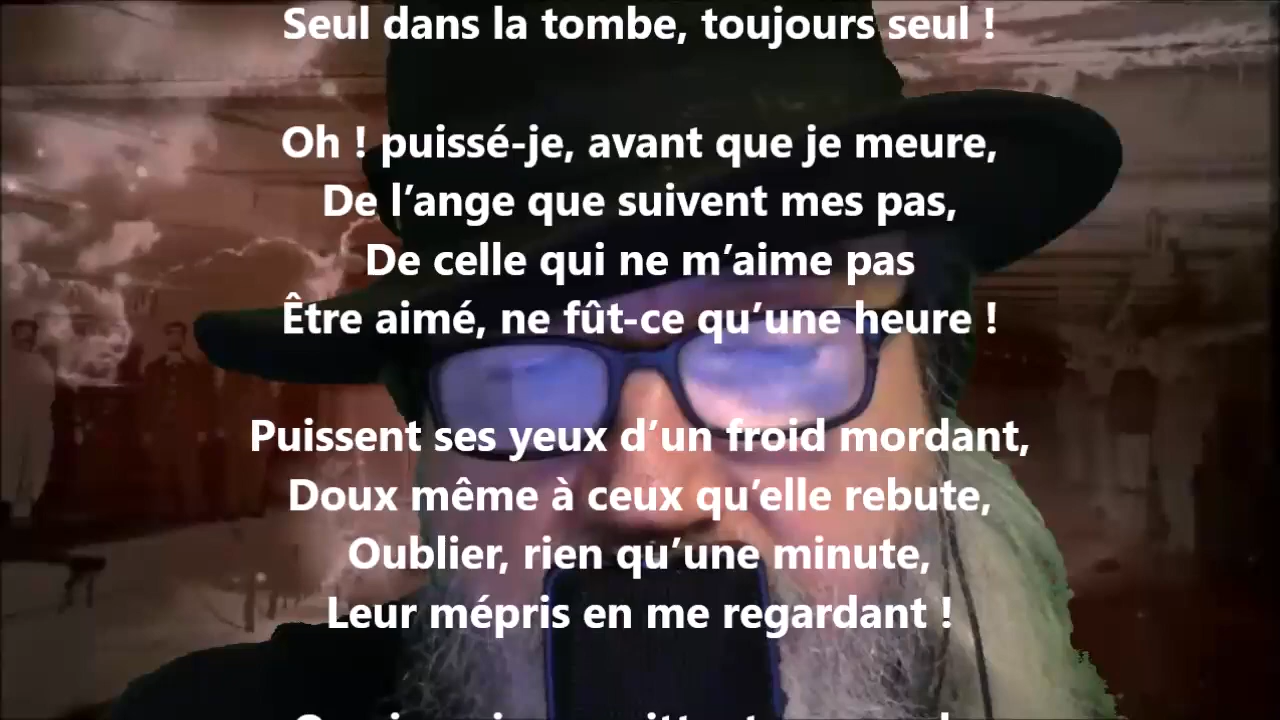 Seul dans la tombe, toujours seul !
Oh ! puissé-je, avant que je meure,
De l’ange que suivent mes pas,
De celle qui ne m’aime pas
Être aimé, ne fût-ce qu’une heure !
Puissent ses yeux d’un froid mordant,
Doux même à ceux qu’elle rebute,
Oublier, rien qu’une minute,
Leur mépris en me regardant !